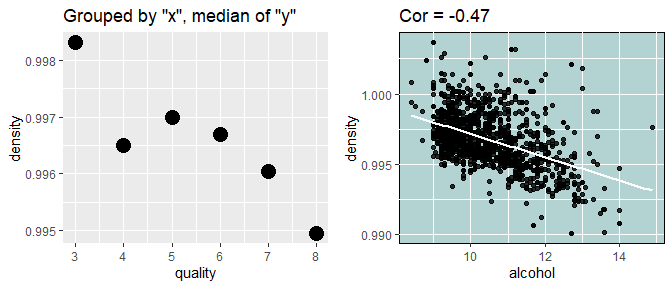 Grouped by "x", median of "y"
0.998
0.997
0.996
0.995
density
3 4 5 6 7 8
quality
Cor = -0.47
1.000
0.995
0.990
density
10 12 14
alcohol